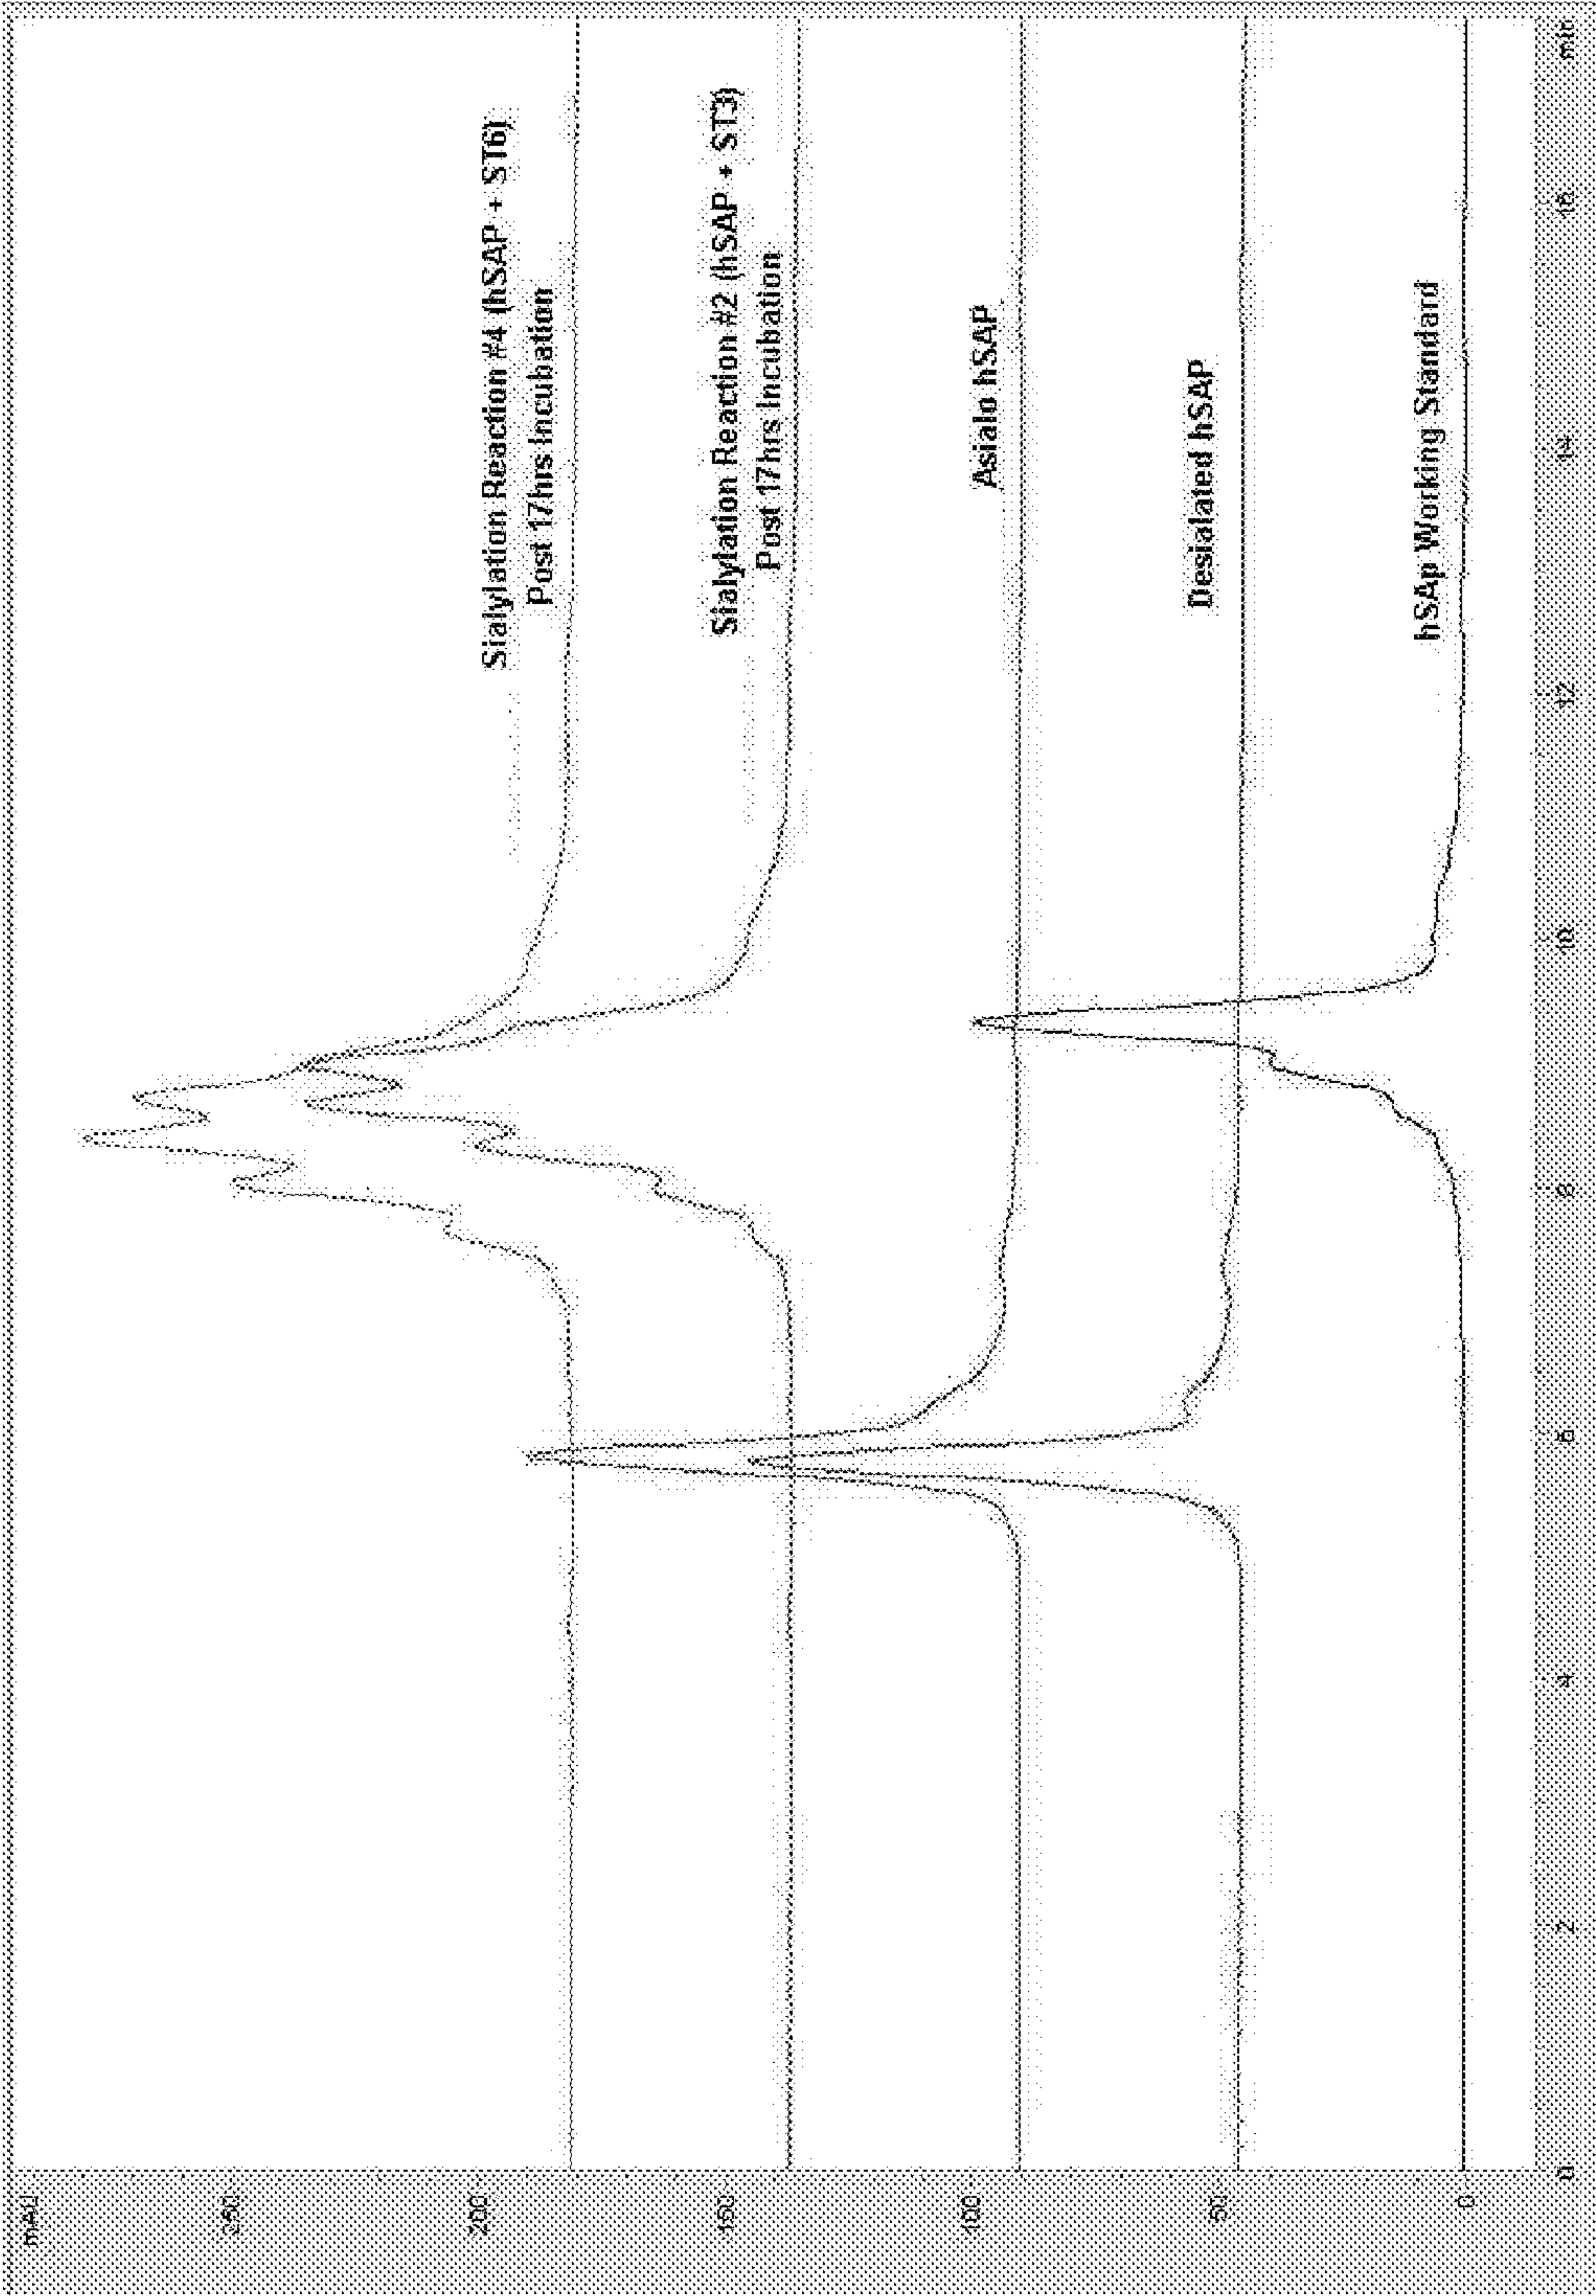 mAU
250
200
150
100
50
0
Sialylation Reaction #4 (hSAP + ST6)
Post 17hrs Incubation
Sialylation Reaction #2 (hSAP + ST3)
Post 17hrs Incubation
Asialo hSAP
Desialated hSAP
hSAp Working Standard
0
2
4
6
8
10
12
14
16
min